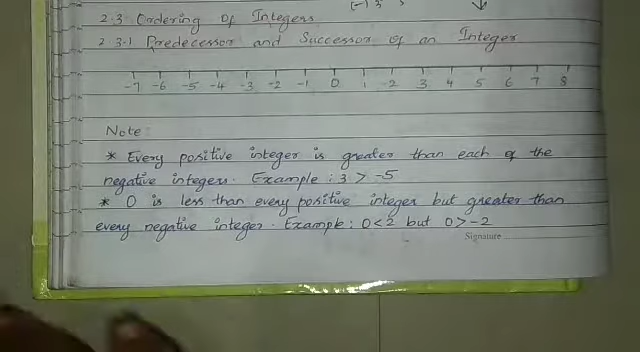 2.3 Ordering Of Integers
2.3.1 Predecessor and Successor of an Integer
-7 -6 -5 -4 -3 -2 -1 0 1 -2 3 4 5 6 7 8
Note:
* Every positive integer is greater than each of the
negative integers. Example: 3 > -5
* 0 is less than every positive integer but greater than
every negative integer. Example: 0<2 but 0>-2
Signature